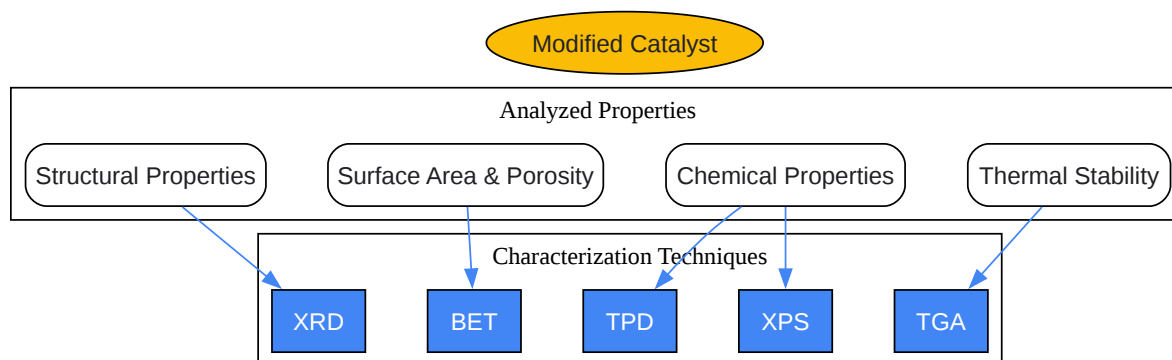 Modified Catalyst
Analyzed Properties
Structural Properties
Surface Area & Porosity
Chemical Properties
Thermal Stability
Characterization Techniques
XRD
BET
TPD
XPS
TGA